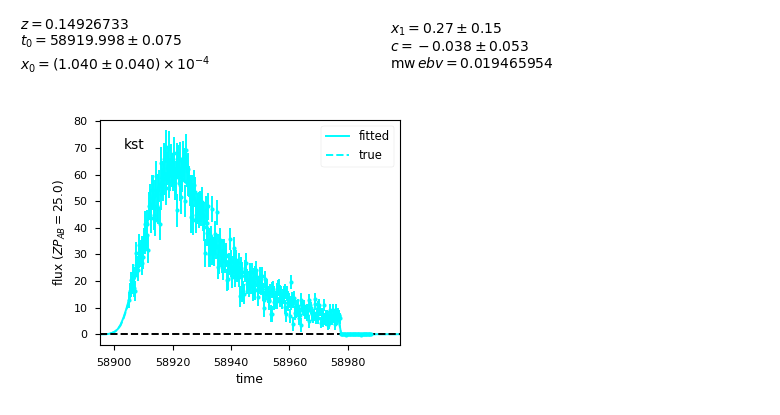 z = 0.14926733
t₀ = 58919.998 ± 0.075
x₀ = (1.040 ± 0.040) × 10⁻⁴
x₁ = 0.27 ± 0.15
c = −0.038 ± 0.053
mw ebv = 0.019465954
80
70
60
50
40
30
20
10
0
flux (ZP_AB = 25.0)
kst
fitted
true
58900 58920 58940 58960 58980
time